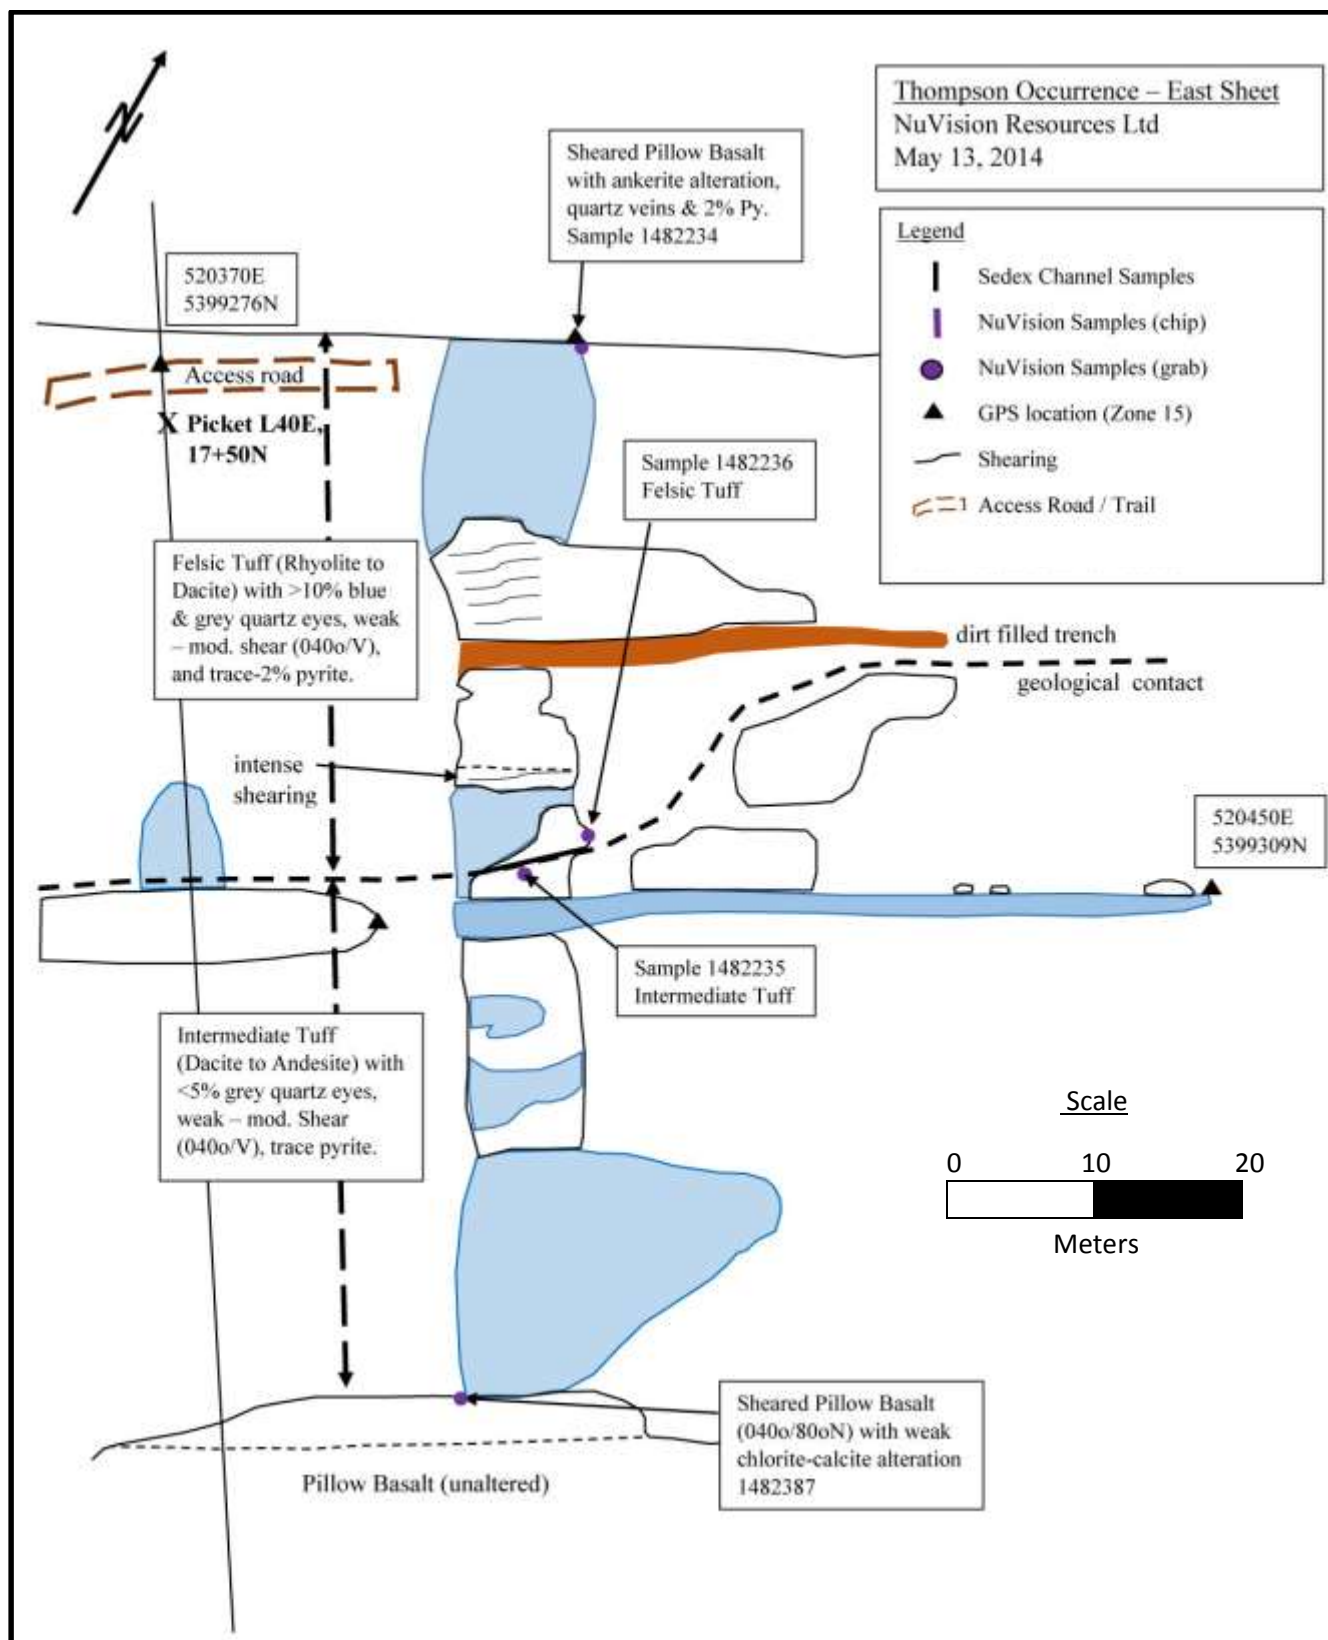 Thompson Occurrence – East Sheet
NuVision Resources Ltd
May 13, 2014
N
Sheared Pillow Basalt
with ankerite alteration,
quartz veins & 2% Py.
Sample 1482234
Legend
Sedex Channel Samples
NuVision Samples (chip)
NuVision Samples (grab)
GPS location (Zone 15)
Shearing
Access Road / Trail
520370E
5399276N
Access road
X Picket L40E,
17+50N
Sample 1482236
Felsic Tuff
Felsic Tuff (Rhyolite to
Dacite) with >10% blue
& grey quartz eyes, weak
– mod. shear (040o/V),
and trace-2% pyrite.
dirt filled trench
geological contact
intense
shearing
520450E
5399309N
Sample 1482235
Intermediate Tuff
Intermediate Tuff
(Dacite to Andesite) with
<5% grey quartz eyes,
weak – mod. Shear
(040o/V), trace pyrite.
Scale
0 10 20
Meters
Sheared Pillow Basalt
(040o/80oN) with weak
chlorite-calcite alteration
1482387
Pillow Basalt (unaltered)